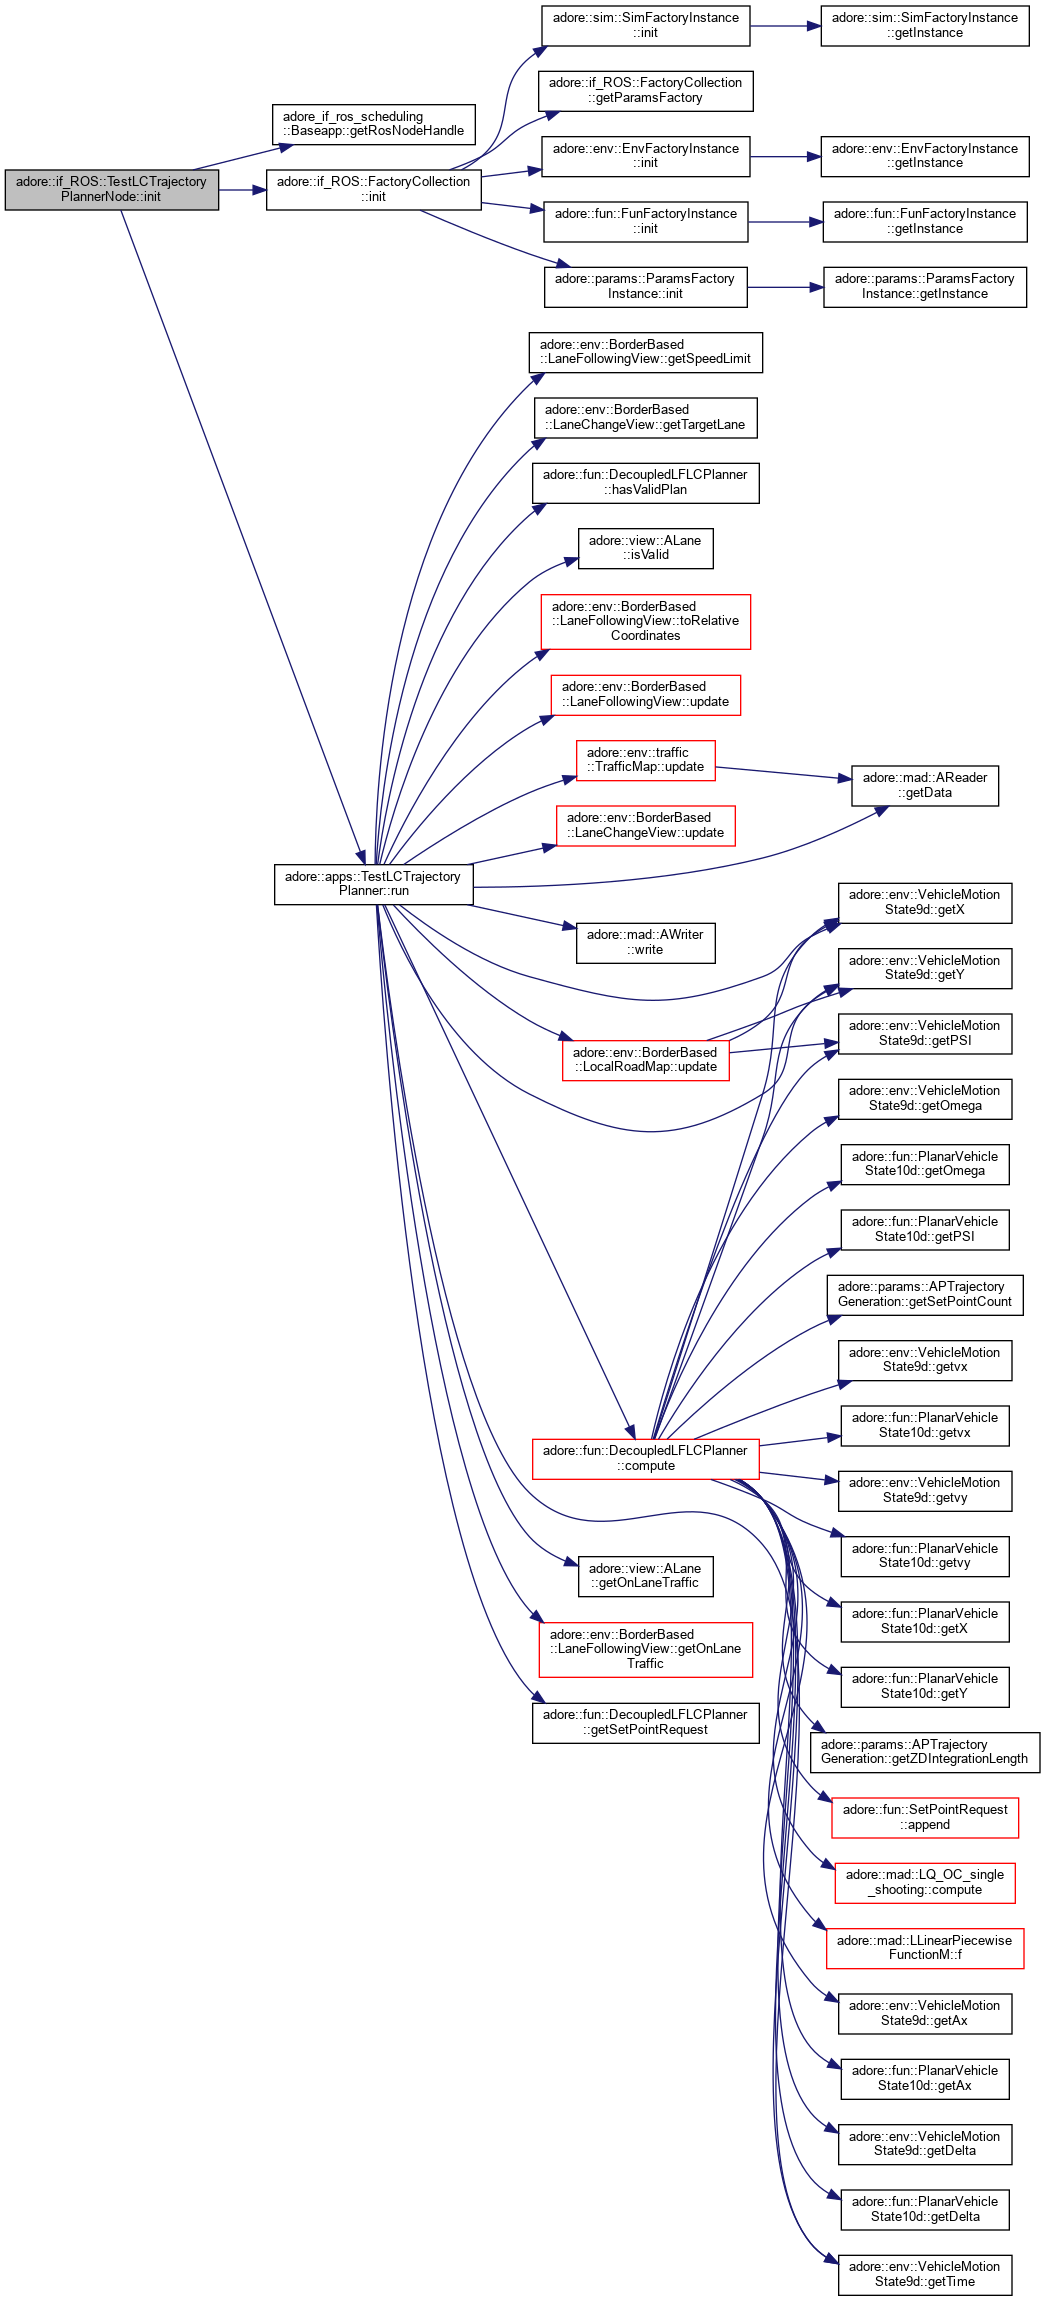 adore::if_ROS::TestLCTrajectory
PlannerNode::init
adore_if_ros_scheduling
::Baseapp::getRosNodeHandle
adore::if_ROS::FactoryCollection
::init
adore::sim::SimFactoryInstance
::init
adore::sim::SimFactoryInstance
::getInstance
adore::if_ROS::FactoryCollection
::getParamsFactory
adore::env::EnvFactoryInstance
::init
adore::env::EnvFactoryInstance
::getInstance
adore::fun::FunFactoryInstance
::init
adore::fun::FunFactoryInstance
::getInstance
adore::params::ParamsFactory
Instance::init
adore::params::ParamsFactory
Instance::getInstance
adore::env::BorderBased
::LaneFollowingView::getSpeedLimit
adore::env::BorderBased
::LaneChangeView::getTargetLane
adore::fun::DecoupledLFLCPlanner
::hasValidPlan
adore::view::ALane
::isValid
adore::env::BorderBased
::LaneFollowingView::toRelative
Coordinates
adore::env::BorderBased
::LaneFollowingView::update
adore::env::traffic
::TrafficMap::update
adore::mad::AReader
::getData
adore::env::BorderBased
::LaneChangeView::update
adore::apps::TestLCTrajectory
Planner::run
adore::mad::AWriter
::write
adore::env::VehicleMotion
State9d::getX
adore::env::VehicleMotion
State9d::getY
adore::env::BorderBased
::LocalRoadMap::update
adore::env::VehicleMotion
State9d::getPSI
adore::env::VehicleMotion
State9d::getOmega
adore::fun::PlanarVehicle
State10d::getOmega
adore::fun::PlanarVehicle
State10d::getPSI
adore::params::APTrajectory
Generation::getSetPointCount
adore::env::VehicleMotion
State9d::getvx
adore::fun::DecoupledLFLCPlanner
::compute
adore::fun::PlanarVehicle
State10d::getvx
adore::env::VehicleMotion
State9d::getvy
adore::fun::PlanarVehicle
State10d::getvy
adore::view::ALane
::getOnLaneTraffic
adore::fun::PlanarVehicle
State10d::getX
adore::env::BorderBased
::LaneFollowingView::getOnLane
Traffic
adore::fun::PlanarVehicle
State10d::getY
adore::fun::DecoupledLFLCPlanner
::getSetPointRequest
adore::params::APTrajectory
Generation::getZDIntegrationLength
adore::fun::SetPointRequest
::append
adore::mad::LQ_OC_single
_shooting::compute
adore::mad::LLinearPiecewise
FunctionM::f
adore::env::VehicleMotion
State9d::getAx
adore::fun::PlanarVehicle
State10d::getAx
adore::env::VehicleMotion
State9d::getDelta
adore::fun::PlanarVehicle
State10d::getDelta
adore::env::VehicleMotion
State9d::getTime